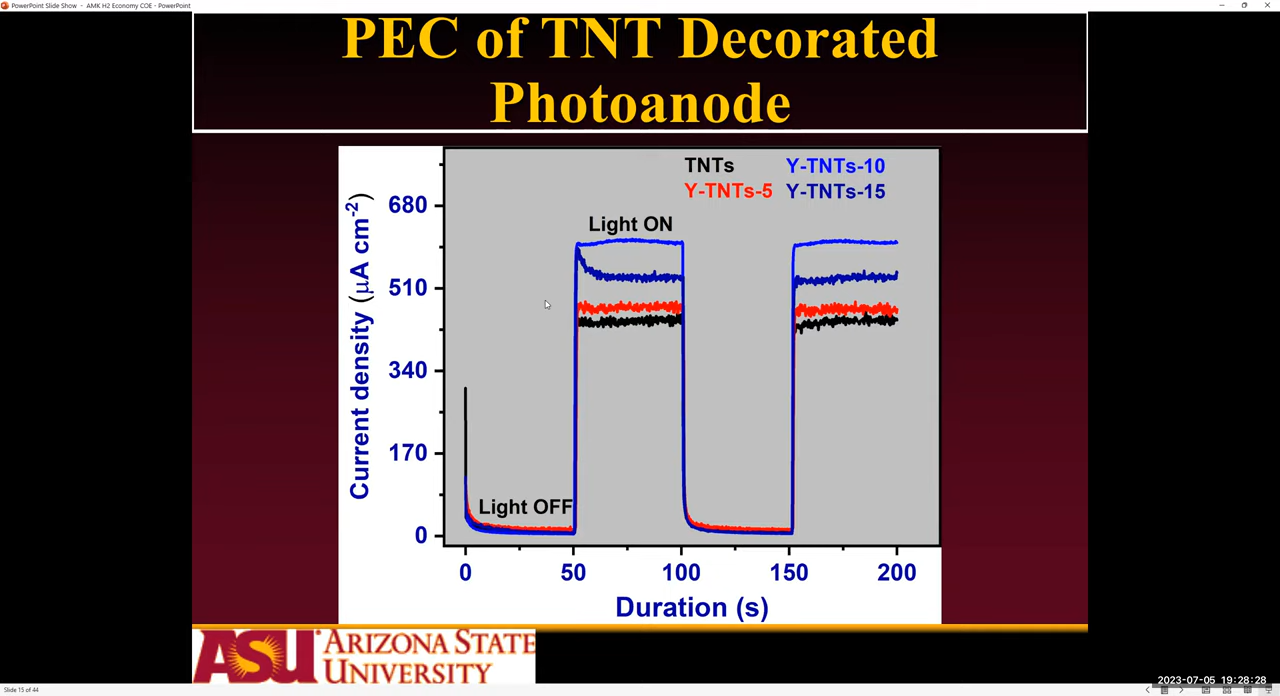 PowerPoint Slide Show - AMK H2 Economy COE - PowerPoint
PEC of TNT Decorated
Photoanode
TNTs
Y-TNTs-10
Y-TNTs-5
Y-TNTs-15
Light ON
Light OFF
Current density (μA cm-2)
680
510
340
170
0
0 50 100 150 200
Duration (s)
ASU ARIZONA STATE
UNIVERSITY
2023-07-05 19:28:28
Slide 15 of 44